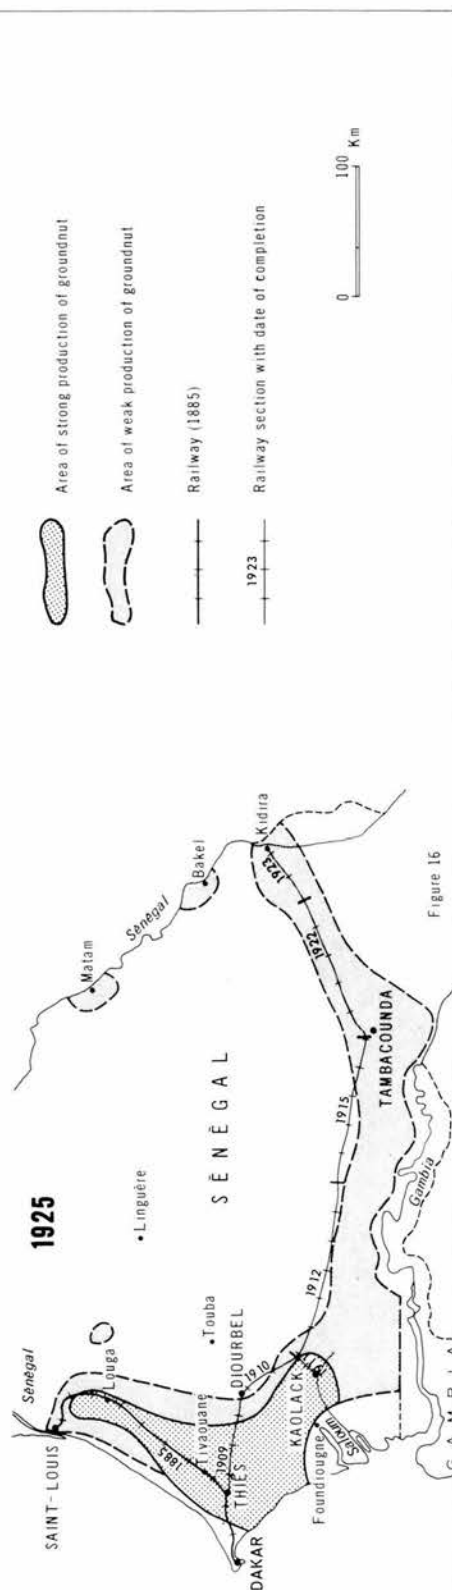 1925
SAINT-LOUIS
Sénégal
Louga
Linguère
Matam
Sénégal
Bakel
Kidira
1923
1922
SÉNÉGAL
Touba
DIOURBEL
1910
Tivaouane
1885
1909
THIÈS
DAKAR
KAOLACK
1911
Foundiougne
Saloum
1912
1915
TAMBACOUNDA
Gambia
GAMBIA
Figure 16
Area of strong production of groundnut
Area of weak production of groundnut
Railway (1885)
1923
Railway section with date of completion
0 100
Km